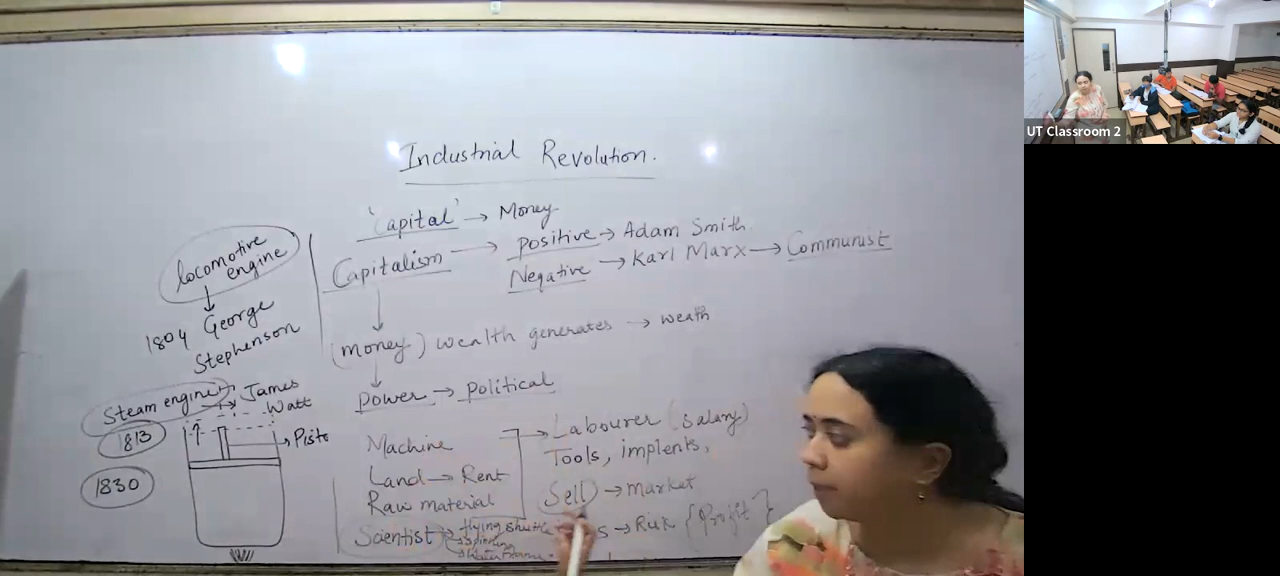 Industrial Revolution.
'Capital' → Money
Capitalism → Positive → Adam Smith.
Negative → Karl Marx → Communist
(money) wealth generates → weath
Power → Political
Machine
Land → Rent
Raw material
Scientist → flying shuttle
→ Labourer (salary)
Tools, implents,
Sell → market
→ Risk {Profit}
locomotive
engine
1804 George
Stephenson
Steam engine → James
Watt
1813
→ Pisto
1830
UT Classroom 2